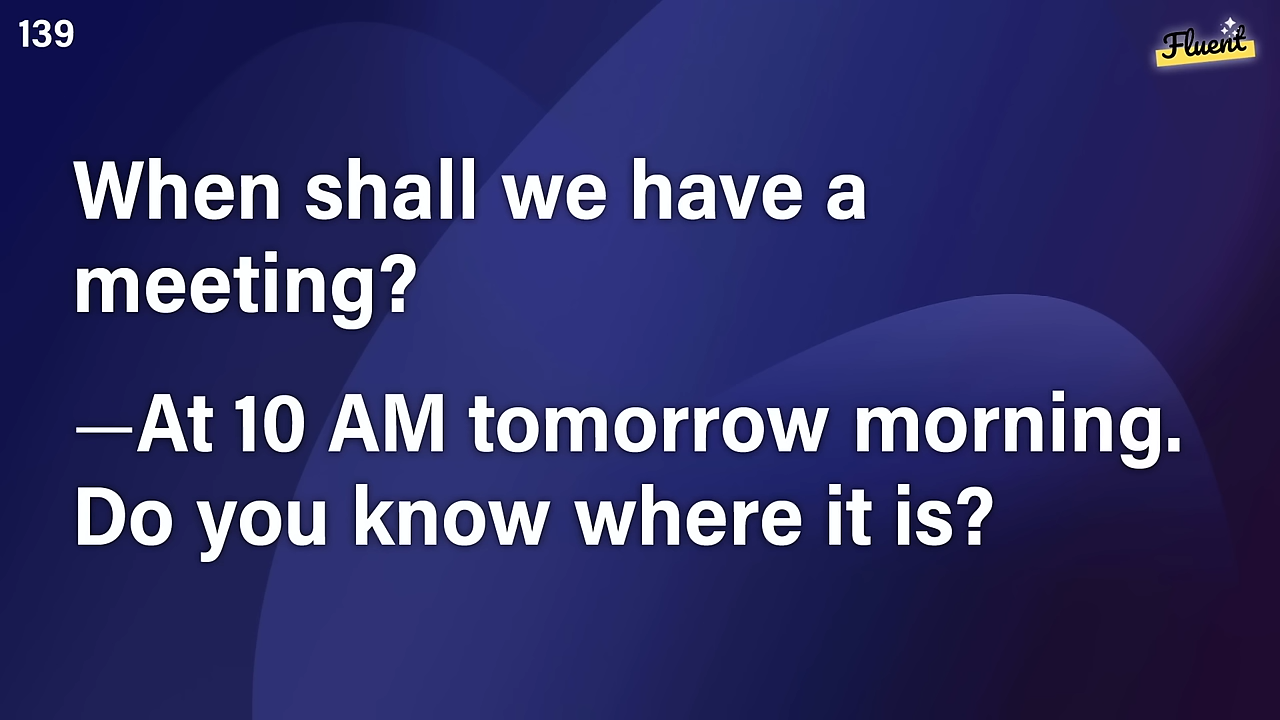 139
Fluent
When shall we have a
meeting?
—At 10 AM tomorrow morning.
Do you know where it is?